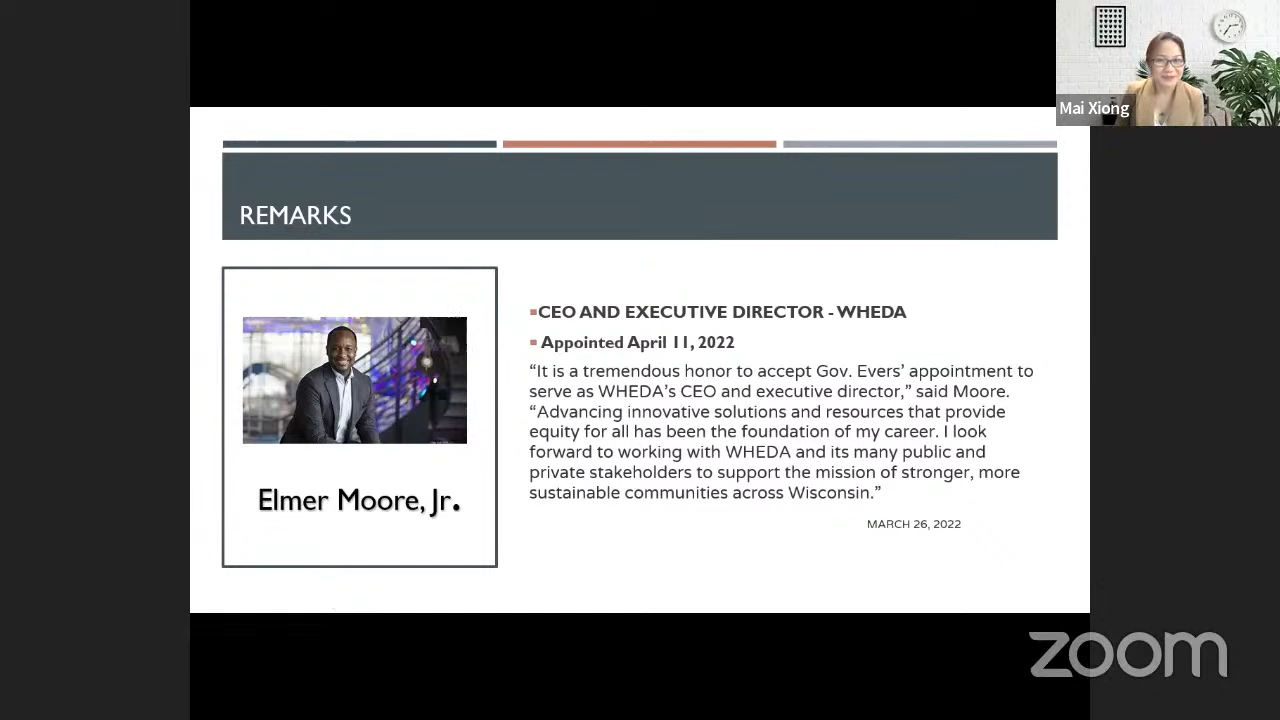 Mai Xiong
REMARKS
CEO AND EXECUTIVE DIRECTOR - WHEDA
Appointed April 11, 2022
“It is a tremendous honor to accept Gov. Evers’ appointment to
serve as WHEDA’s CEO and executive director,” said Moore.
“Advancing innovative solutions and resources that provide
equity for all has been the foundation of my career. I look
forward to working with WHEDA and its many public and
private stakeholders to support the mission of stronger, more
sustainable communities across Wisconsin.”
MARCH 26, 2022
Elmer Moore, Jr.
zoom